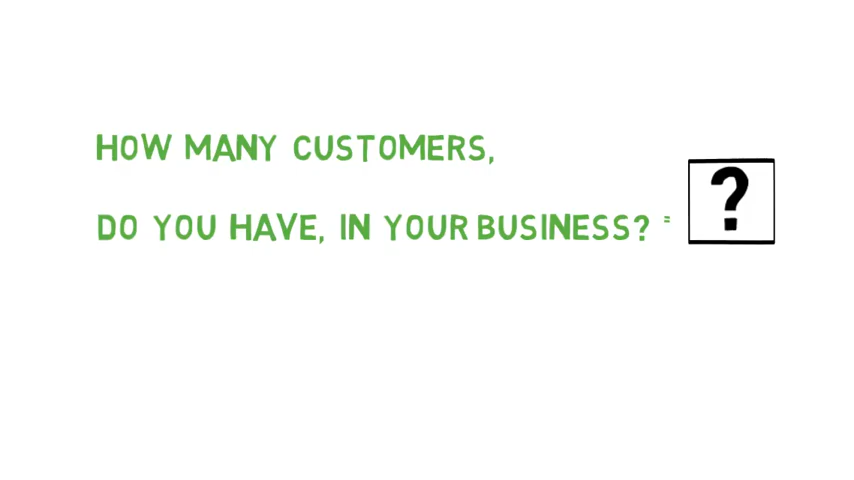 HOW MANY CUSTOMERS,
DO YOU HAVE, IN YOUR BUSINESS? = ?